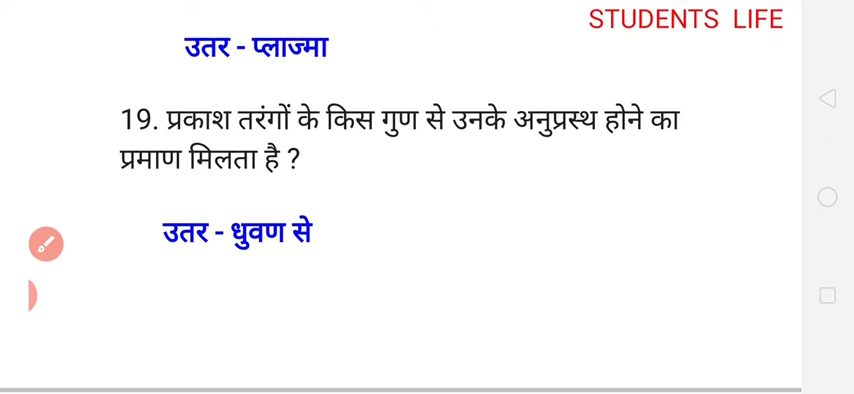 STUDENTS LIFE
उतर - प्लाज्मा
19. प्रकाश तरंगों के किस गुण से उनके अनुप्रस्थ होने का
प्रमाण मिलता है ?
उतर - धुवण से